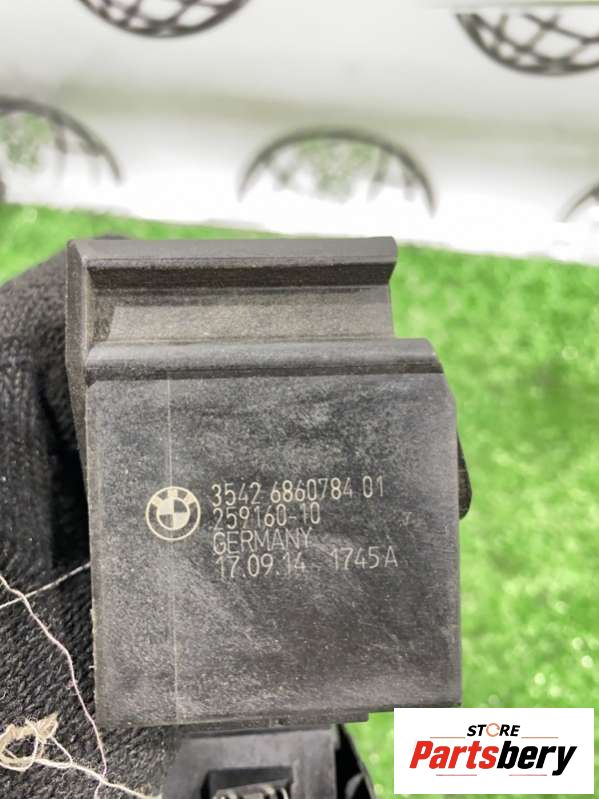 3542 6860784 01
259160-10
GERMANY
17.09.14 1745A
STORE
Partsbery